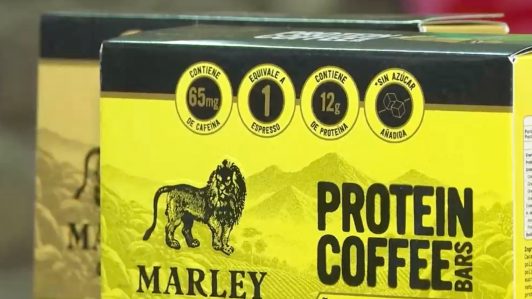 CONTIENE
65mg
DE CAFEÍNA
EQUIVALE A
1
ESPRESSO
CONTIENE
12g
DE PROTEÍNA
*SIN AZÚCAR
AÑADIDA
MARLEY
PROTEIN
COFFEE
BARS